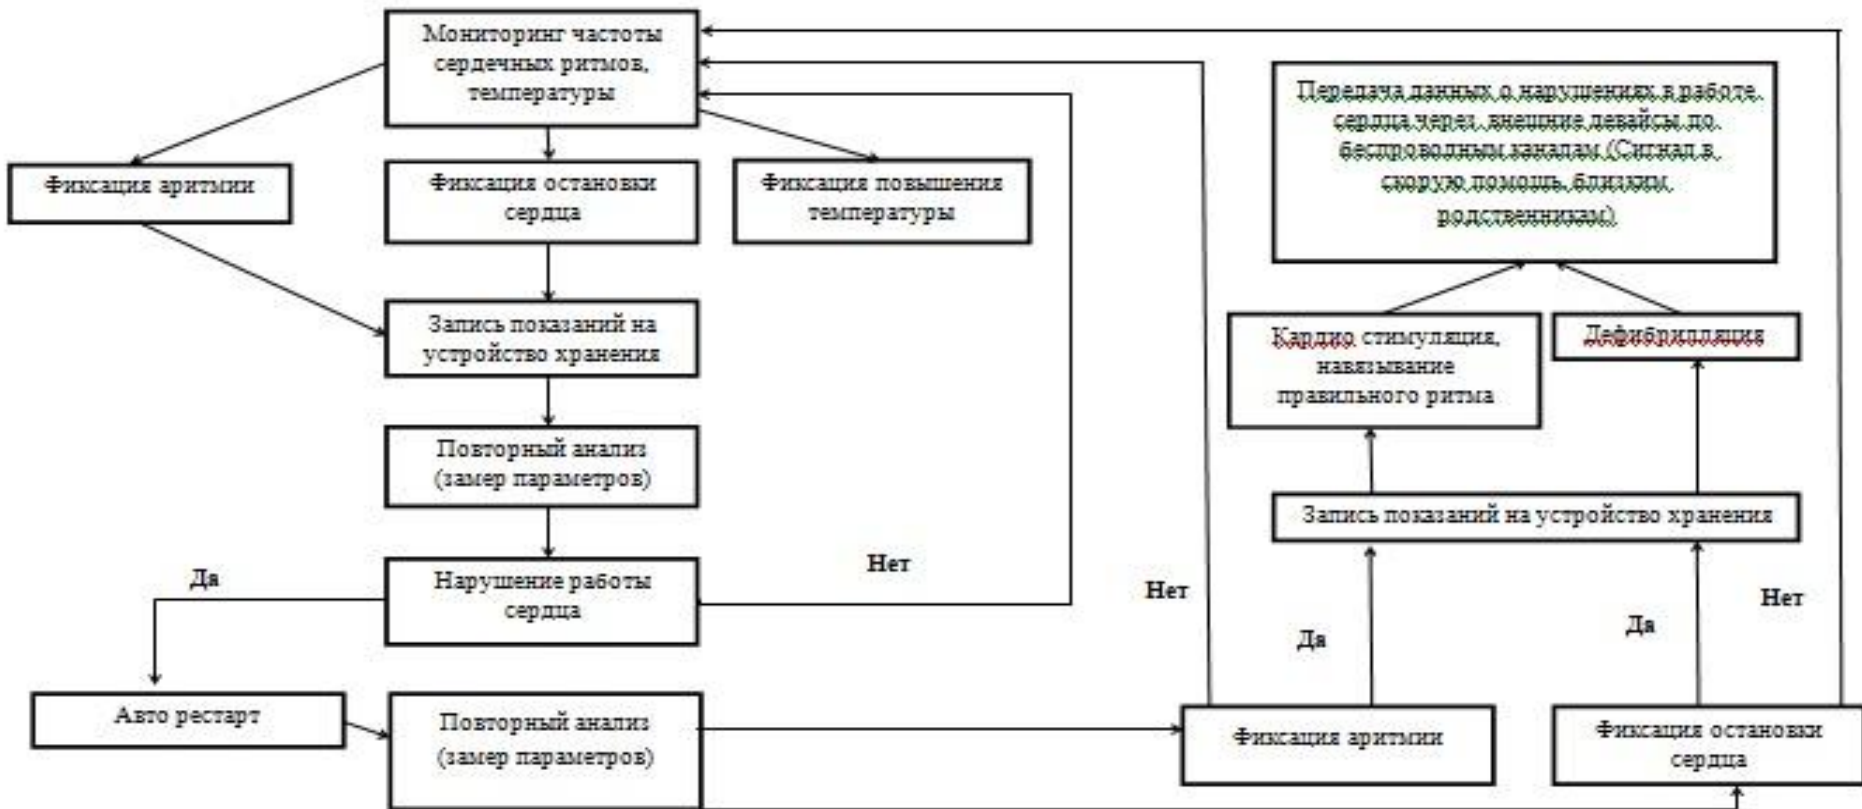 Мониторинг частоты
сердечных ритмов,
температуры
Фиксация аритмии
Фиксация остановки
сердца
Фиксация повышения
температуры
Запись показаний на
устройство хранения
Повторный анализ
(замер параметров)
Нарушение работы
сердца
Да
Нет
Авто рестарт
Повторный анализ
(замер параметров)
Передача данных о нарушениях в работе
сердца через внешние девайсы по
беспроводным каналам (Сигнал в
скорую помощь, близким
родственникам)
Кардио стимуляция,
навязывание
правильного ритма
Дефибрилляция
Запись показаний на устройство хранения
Нет
Да
Да
Нет
Фиксация аритмии
Фиксация остановки
сердца